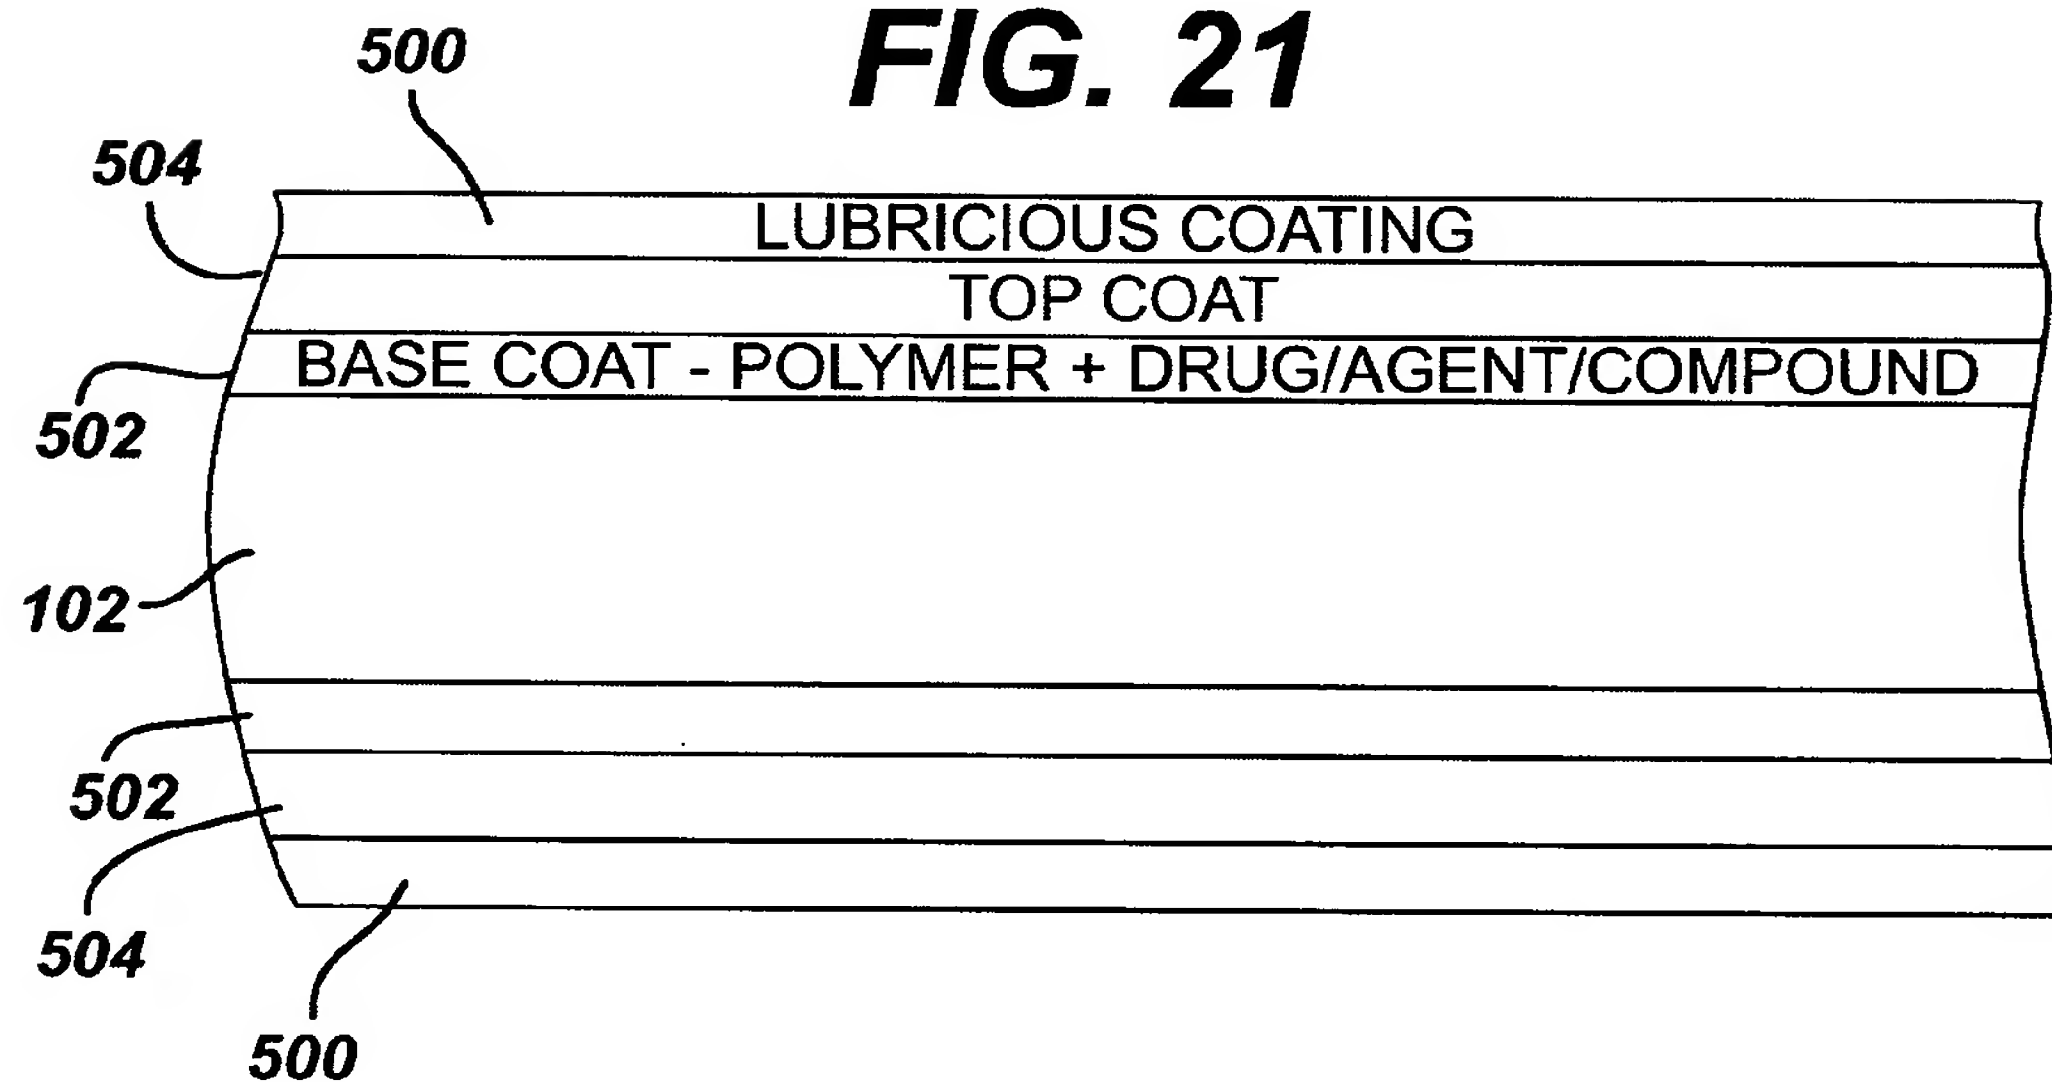 FIG. 21
500
504
LUBRICIOUS COATING
TOP COAT
BASE COAT - POLYMER + DRUG/AGENT/COMPOUND
502
102
502
504
500